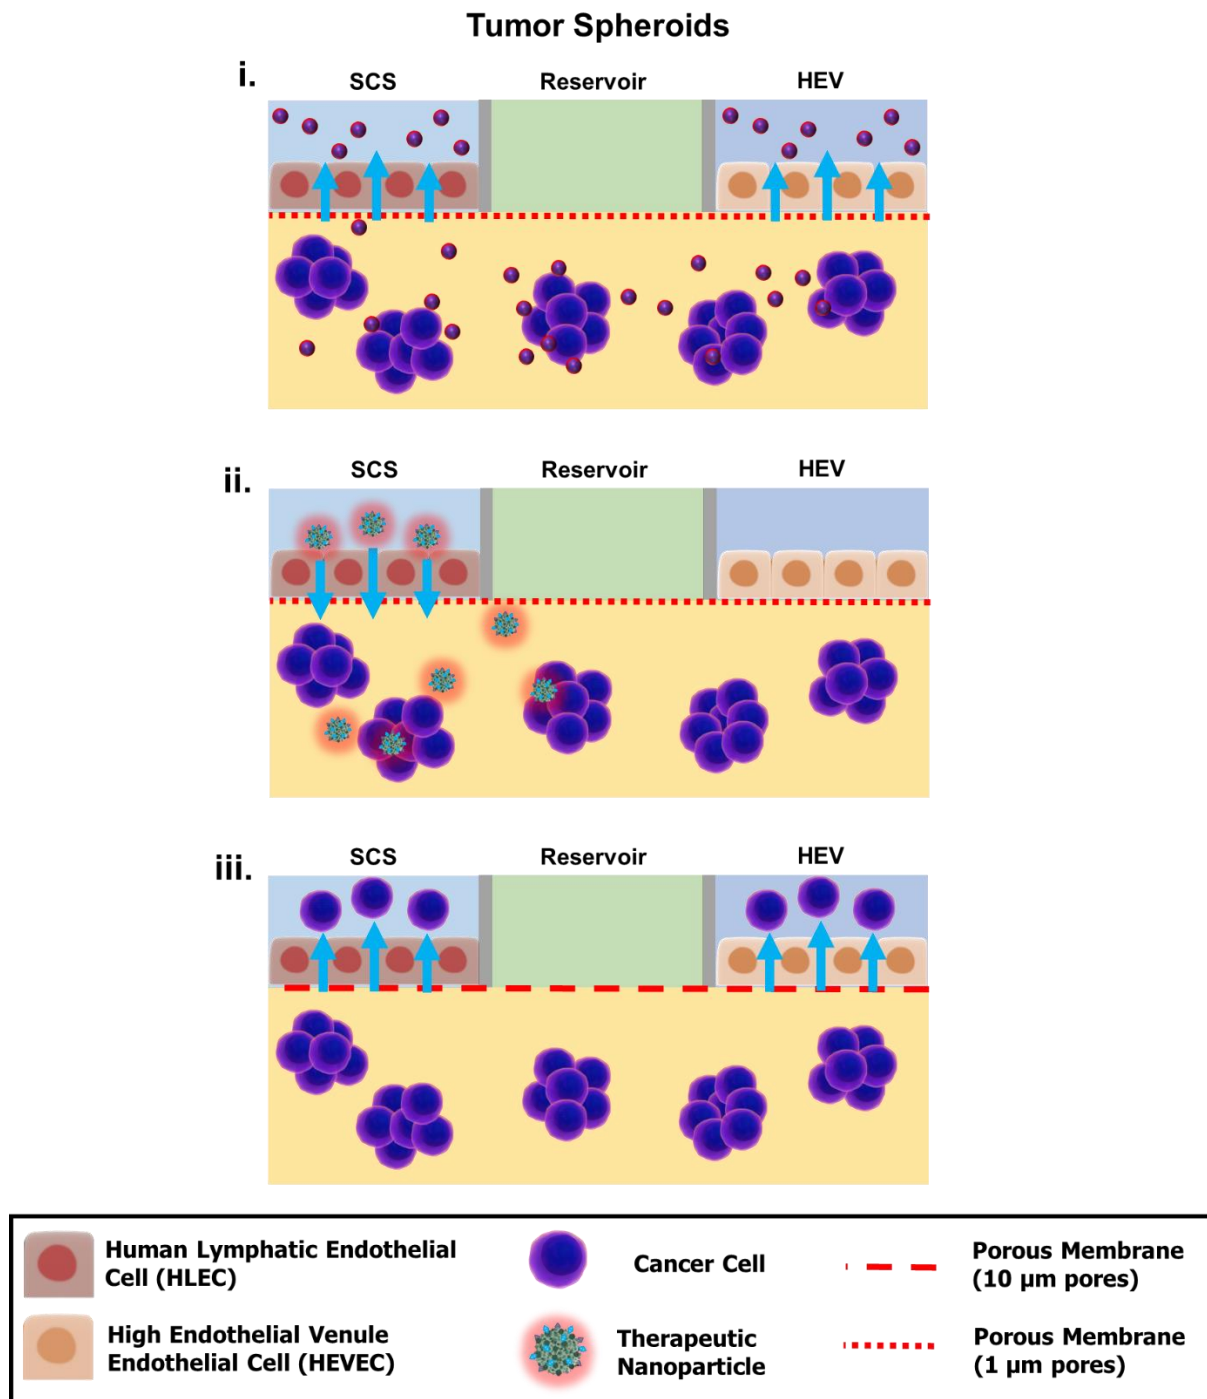 Tumor Spheroids
i.
SCS
Reservoir
HEV
ii.
SCS
Reservoir
HEV
iii.
SCS
Reservoir
HEV
Human Lymphatic Endothelial
Cell (HLEC)
Cancer Cell
Porous Membrane
(10 µm pores)
High Endothelial Venule
Endothelial Cell (HEVEC)
Therapeutic
Nanoparticle
Porous Membrane
(1 µm pores)